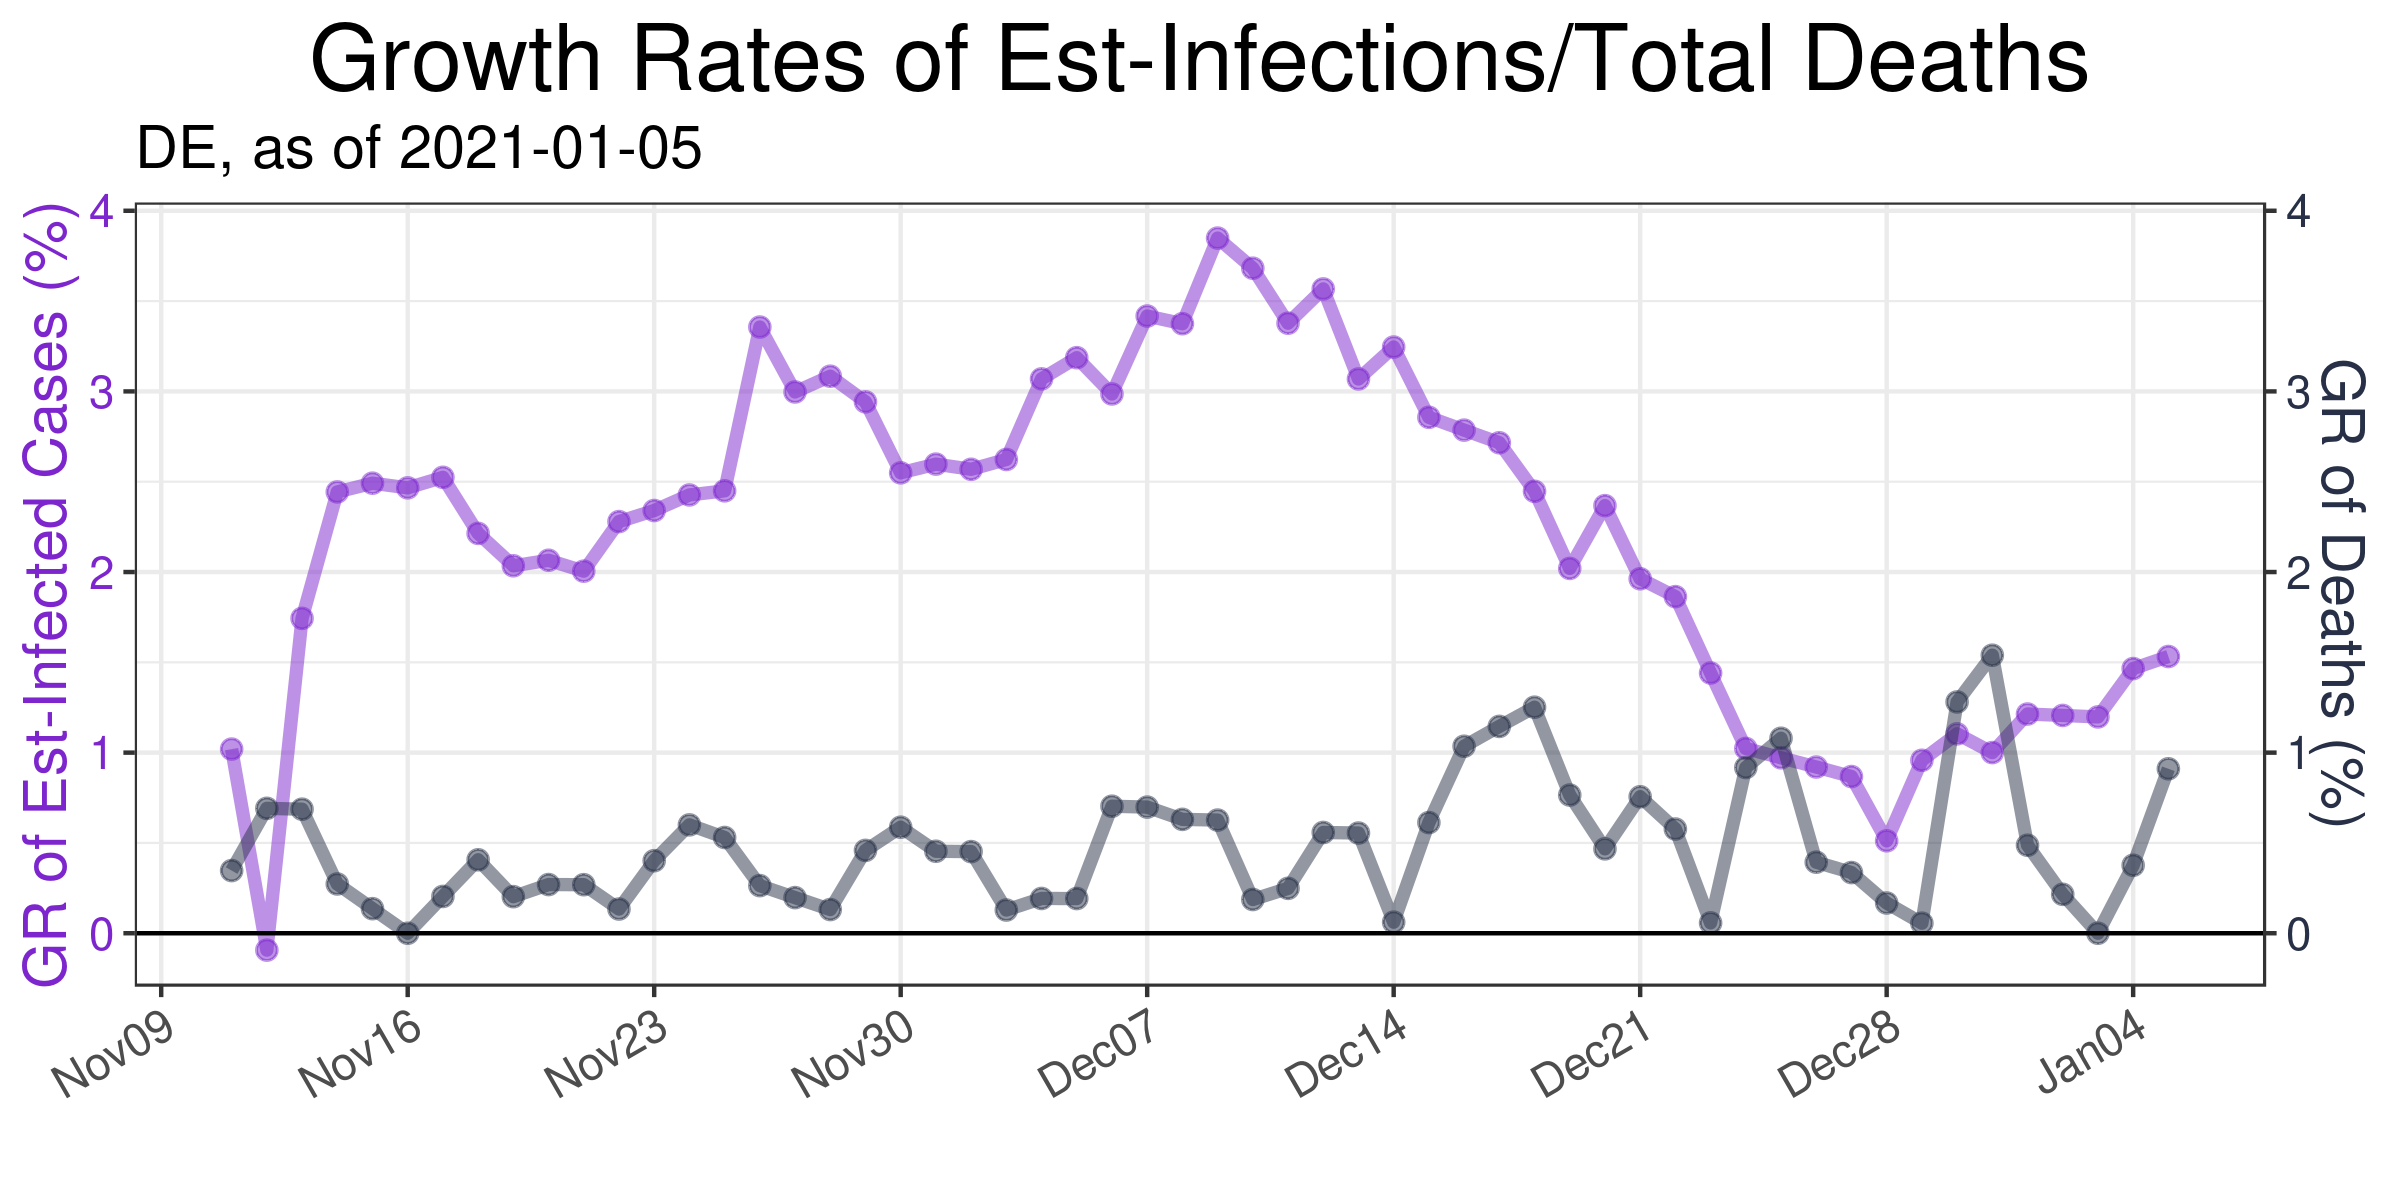 Growth Rates of Est-Infections/Total Deaths
DE, as of 2021-01-05
GR of Est-Infected Cases (%)
4
3
2
1
0
4
3
2
1
0
GR of Deaths (%)
Nov09
Nov16
Nov23
Nov30
Dec07
Dec14
Dec21
Dec28
Jan04